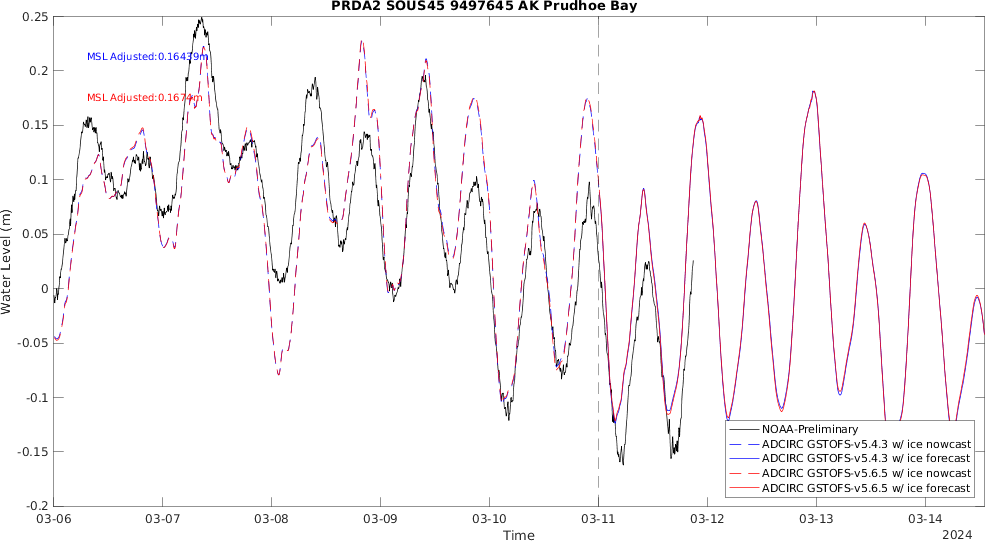 PRDA2 SOUS45 9497645 AK Prudhoe Bay
0.25
MSL Adjusted:0.16439m
0.2
MSL Adjusted:0.1674m
0.15
0.1
0.05
Water Level (m)
0
-0.05
-0.1
-0.15
-0.2
NOAA-Preliminary
ADCIRC GSTOFS-v5.4.3 w/ ice nowcast
ADCIRC GSTOFS-v5.4.3 w/ ice forecast
ADCIRC GSTOFS-v5.6.5 w/ ice nowcast
ADCIRC GSTOFS-v5.6.5 w/ ice forecast
03-06 03-07 03-08 03-09 03-10 03-11 03-12 03-13 03-14
Time
2024